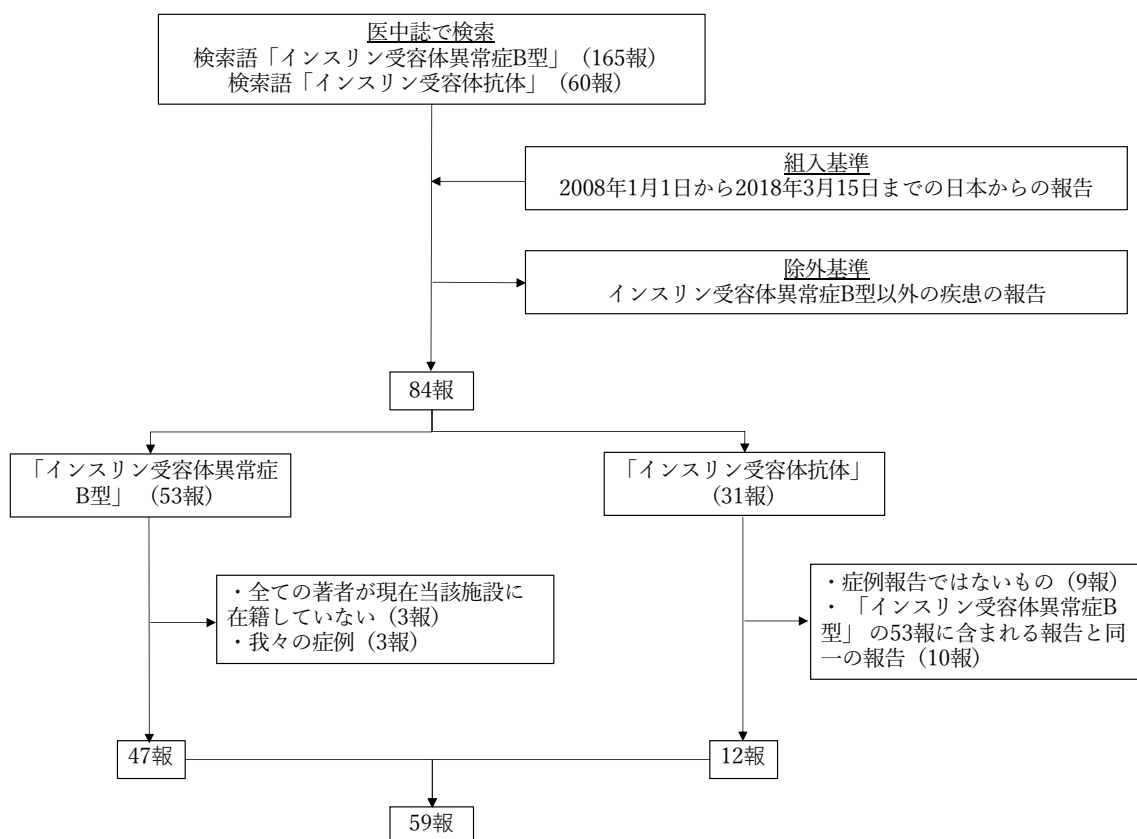 医中誌で検索
検索語「インスリン受容体異常症B型」（165報）
検索語「インスリン受容体抗体」（60報）
組入基準
2008年1月1日から2018年3月15日までの日本からの報告
除外基準
インスリン受容体異常症B型以外の疾患の報告
84報
「インスリン受容体異常症
B型」 （53報）
「インスリン受容体抗体」
（31報）
・全ての著者が現在当該施設に
在籍していない（3報）
・我々の症例（3報）
・症例報告ではないもの（9報）
・「インスリン受容体異常症B
型」 の53報に含まれる報告と同
一の報告（10報）
47報
12報
59報